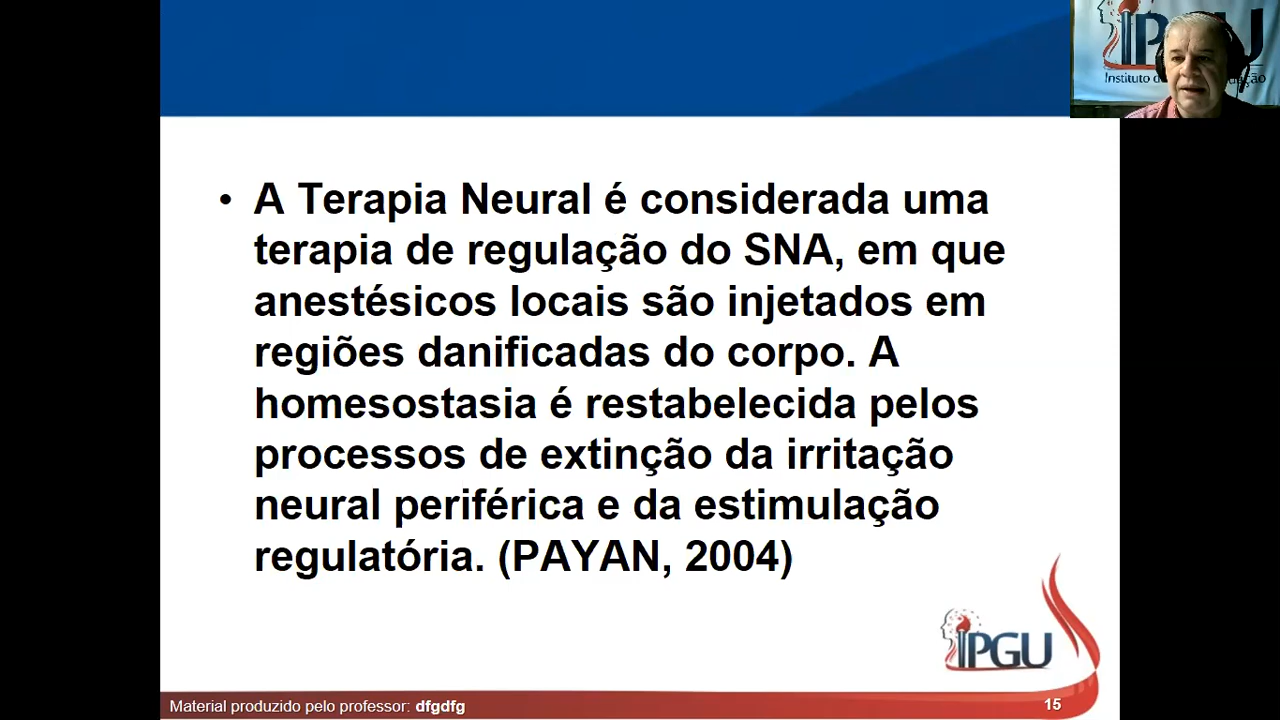 IPGU
Instituto
• A Terapia Neural é considerada uma
terapia de regulação do SNA, em que
anestésicos locais são injetados em
regiões danificadas do corpo. A
homesostasia é restabelecida pelos
processos de extinção da irritação
neural periférica e da estimulação
regulatória. (PAYAN, 2004)
IPGU
Material produzido pelo professor: dfgdfg
15